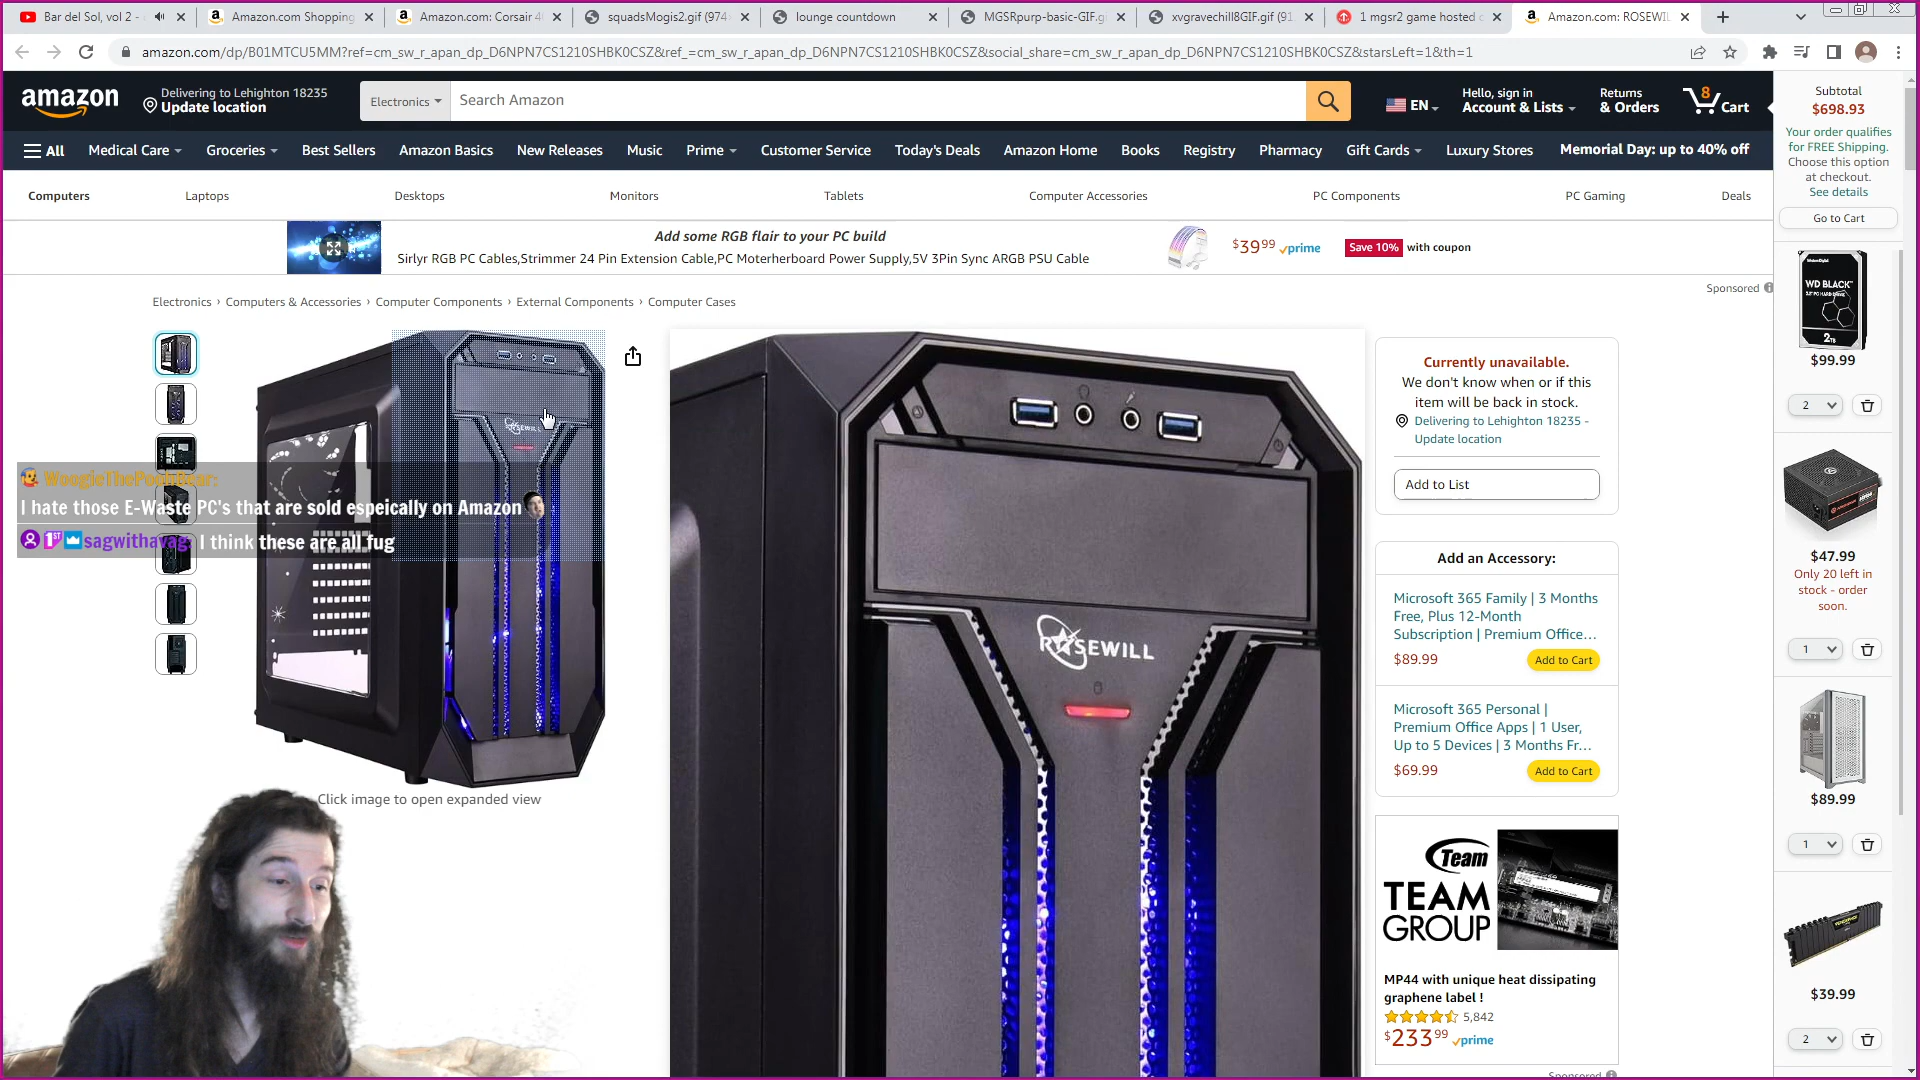 Bar del Sol, vol 2 -
Amazon.com Shopping
Amazon.com: Corsair 4
squadsMogis2.gif (974×
lounge countdown
MGSRpurp-basic-GIF.g
xvgravechill8GIF.gif (91
1 mgsr2 game hosted
Amazon.com: ROSEWIL
amazon.com/dp/B01MTCU5MM?ref=cm_sw_r_apan_dp_D6NPN7CS1210SHBK0CSZ&ref_=cm_sw_r_apan_dp_D6NPN7CS1210SHBK0CSZ&social_share=cm_sw_r_apan_dp_D6NPN7CS1210SHBK0CSZ&starsLeft=1&th=1
amazon
Delivering to Lehighton 18235
Update location
Electronics
Search Amazon
EN
Hello, sign in
Account & Lists
Returns
& Orders
8
Cart
All
Medical Care
Groceries
Best Sellers
Amazon Basics
New Releases
Music
Prime
Customer Service
Today's Deals
Amazon Home
Books
Registry
Pharmacy
Gift Cards
Luxury Stores
Memorial Day: up to 40% off
Computers
Laptops
Desktops
Monitors
Tablets
Computer Accessories
PC Components
PC Gaming
Deals
Add some RGB flair to your PC build
Sirlyr RGB PC Cables,Strimmer 24 Pin Extension Cable,PC Moterherboard Power Supply,5V 3Pin Sync ARGB PSU Cable
$39 99 prime
Save 10% with coupon
Sponsored
Electronics › Computers & Accessories › Computer Components › External Components › Computer Cases
ROSEWILL
WoogieThePoohBear:
I hate those E-Waste PC's that are sold espeically on Amazon
1ST
sagwithavag: I think these are all fug
Click image to open expanded view
ROSEWILL
Currently unavailable.
We don't know when or if this
item will be back in stock.
Delivering to Lehighton 18235 -
Update location
Add to List
Add an Accessory:
Microsoft 365 Family | 3 Months
Free, Plus 12-Month
Subscription | Premium Office...
$89.99
Add to Cart
Microsoft 365 Personal |
Premium Office Apps | 1 User,
Up to 5 Devices | 3 Months Fr...
$69.99
Add to Cart
Team
TEAM
GROUP
MP44 with unique heat dissipating
graphene label !
5,842
$233 99 prime
Sponsored
Subtotal
$698.93
Your order qualifies
for FREE Shipping.
Choose this option
at checkout.
See details
Go to Cart
WD BLACK
2TB
$99.99
2
$47.99
Only 20 left in
stock - order
soon.
1
$89.99
1
$39.99
2